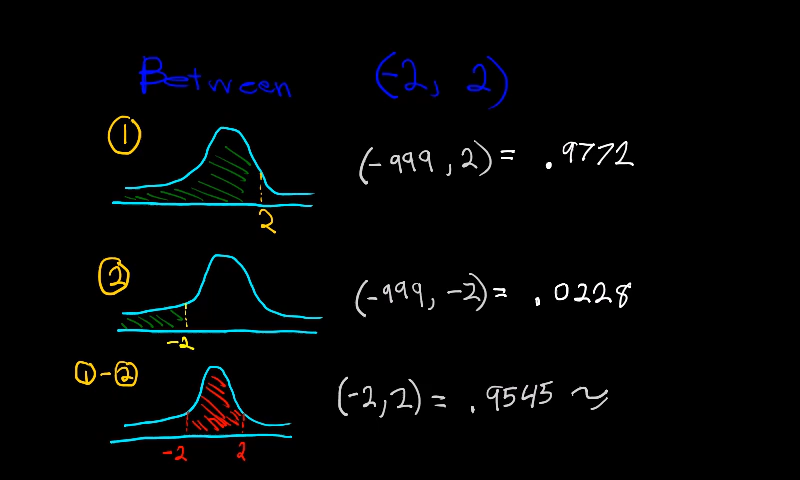 Between (-2, 2)
① (-999, 2) = .9772
2
② (-999, -2) = .0228
-2
① - ② (-2, 2) = .9545 ≈
-2 2